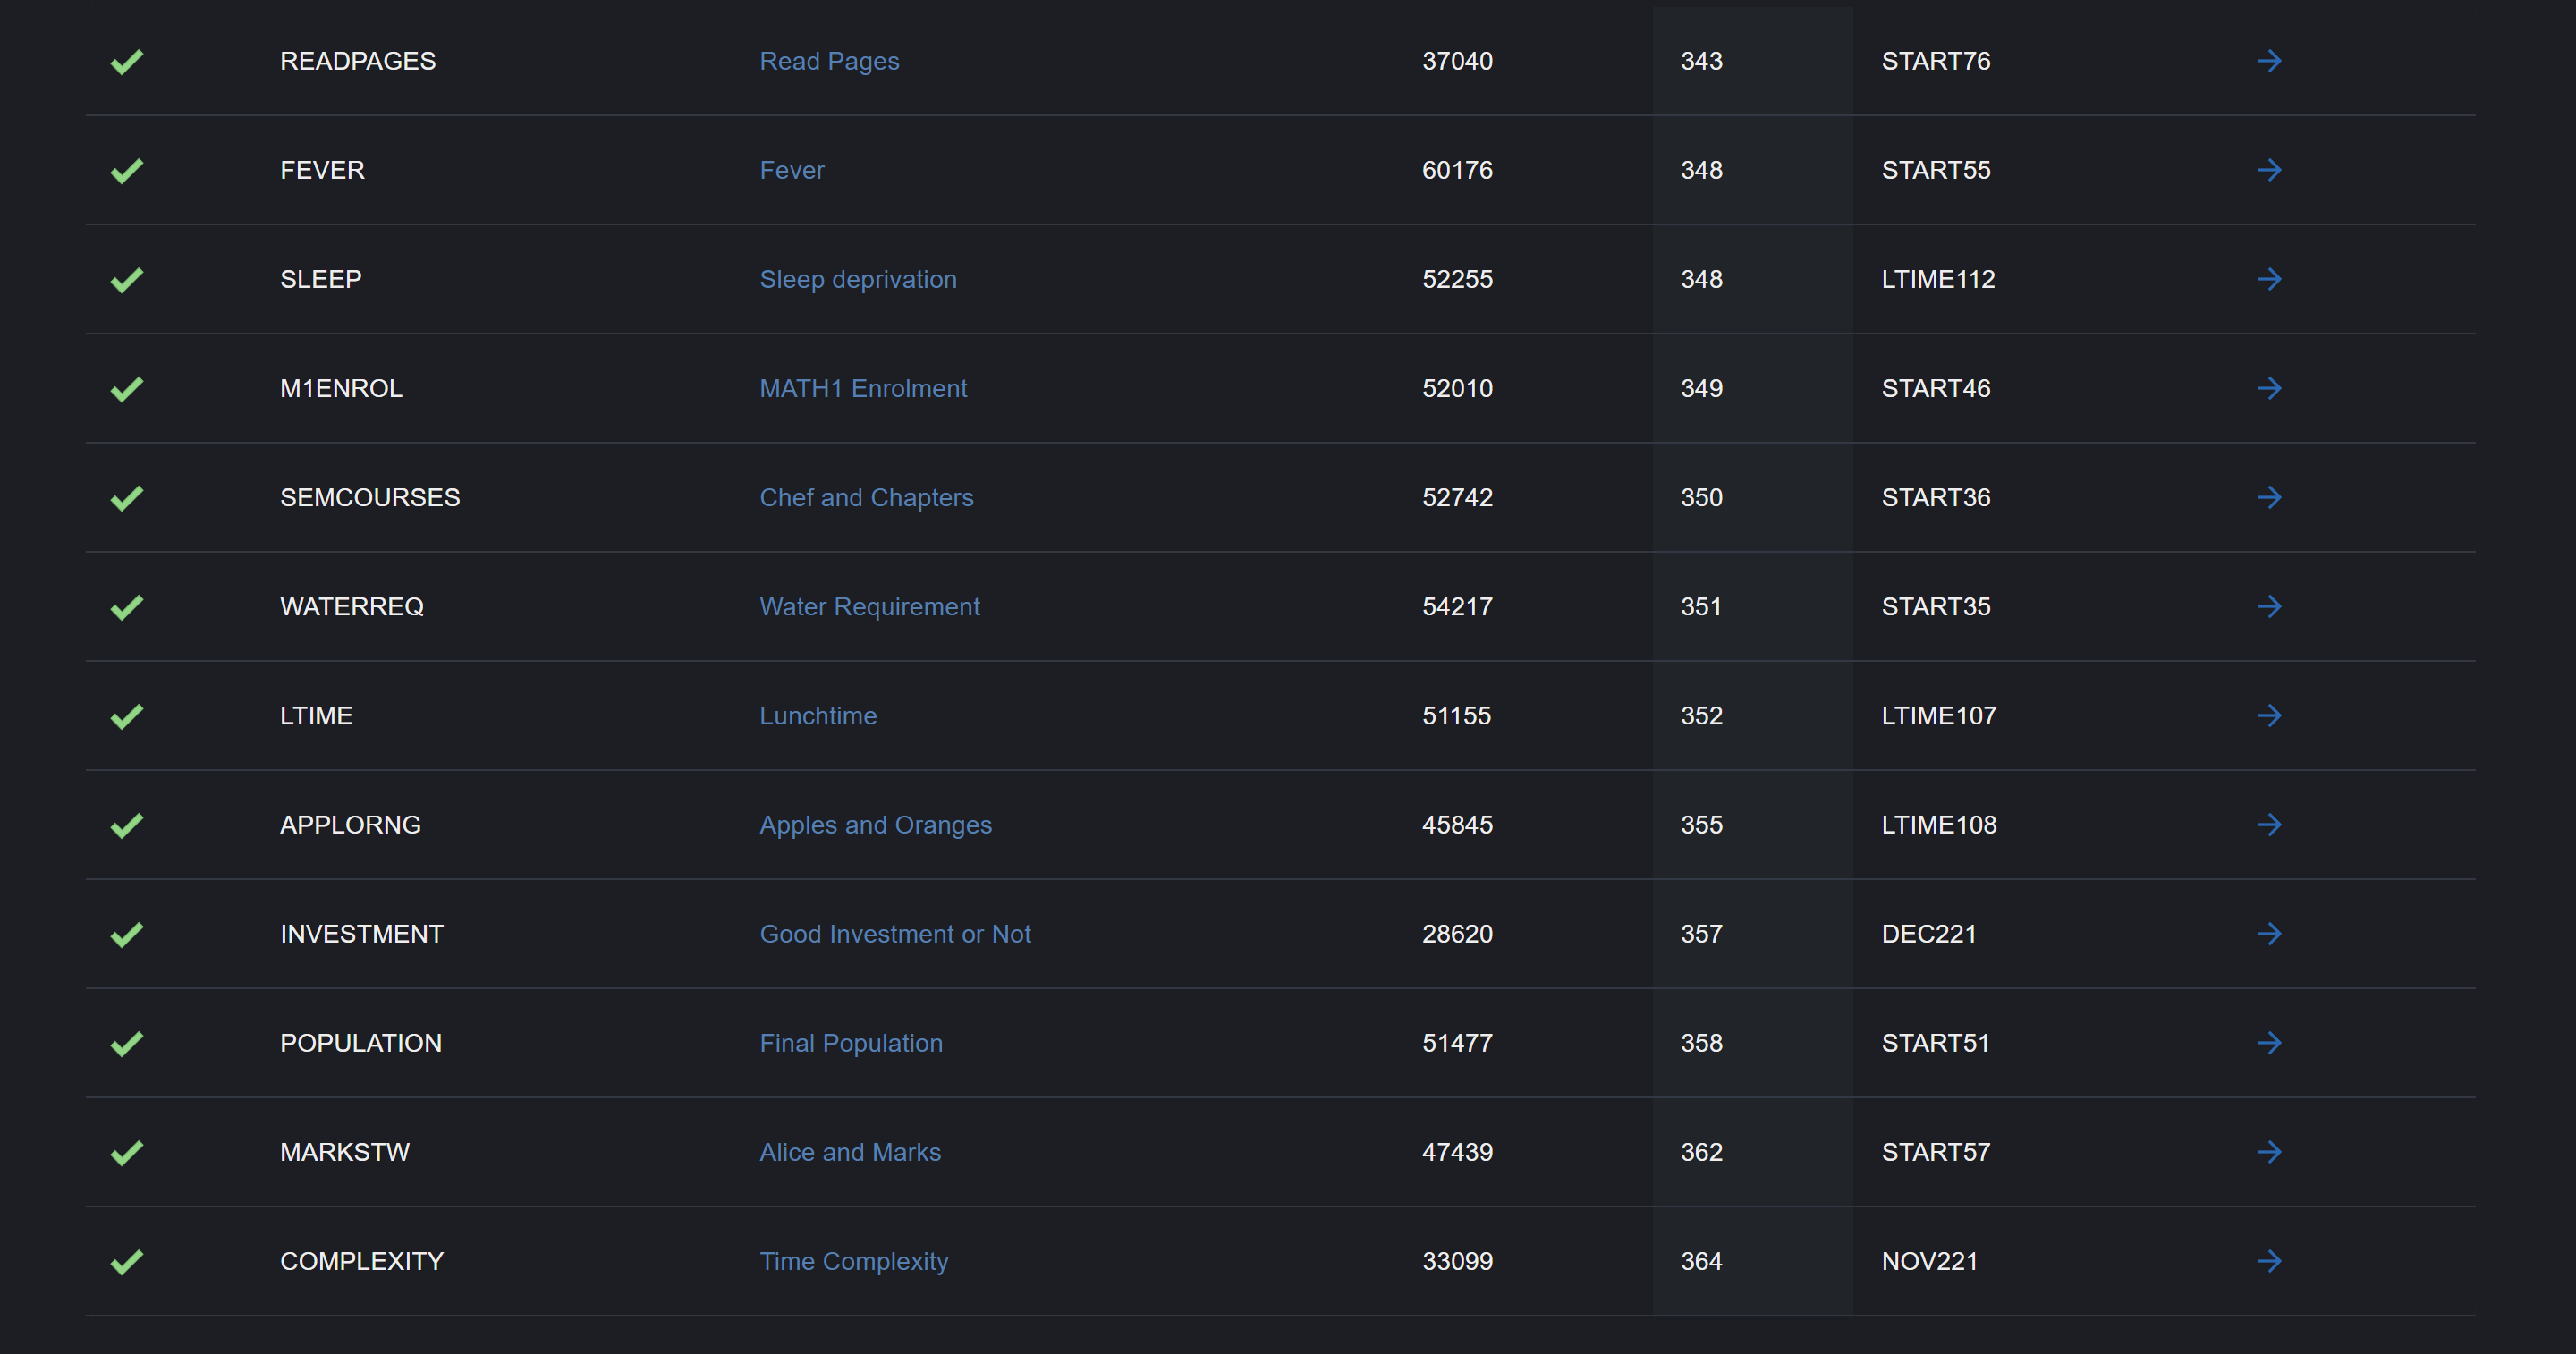 READPAGES Read Pages 37040 343 START76
FEVER Fever 60176 348 START55
SLEEP Sleep deprivation 52255 348 LTIME112
M1ENROL MATH1 Enrolment 52010 349 START46
SEMCOURSES Chef and Chapters 52742 350 START36
WATERREQ Water Requirement 54217 351 START35
LTIME Lunchtime 51155 352 LTIME107
APPLORNG Apples and Oranges 45845 355 LTIME108
INVESTMENT Good Investment or Not 28620 357 DEC221
POPULATION Final Population 51477 358 START51
MARKSTW Alice and Marks 47439 362 START57
COMPLEXITY Time Complexity 33099 364 NOV221